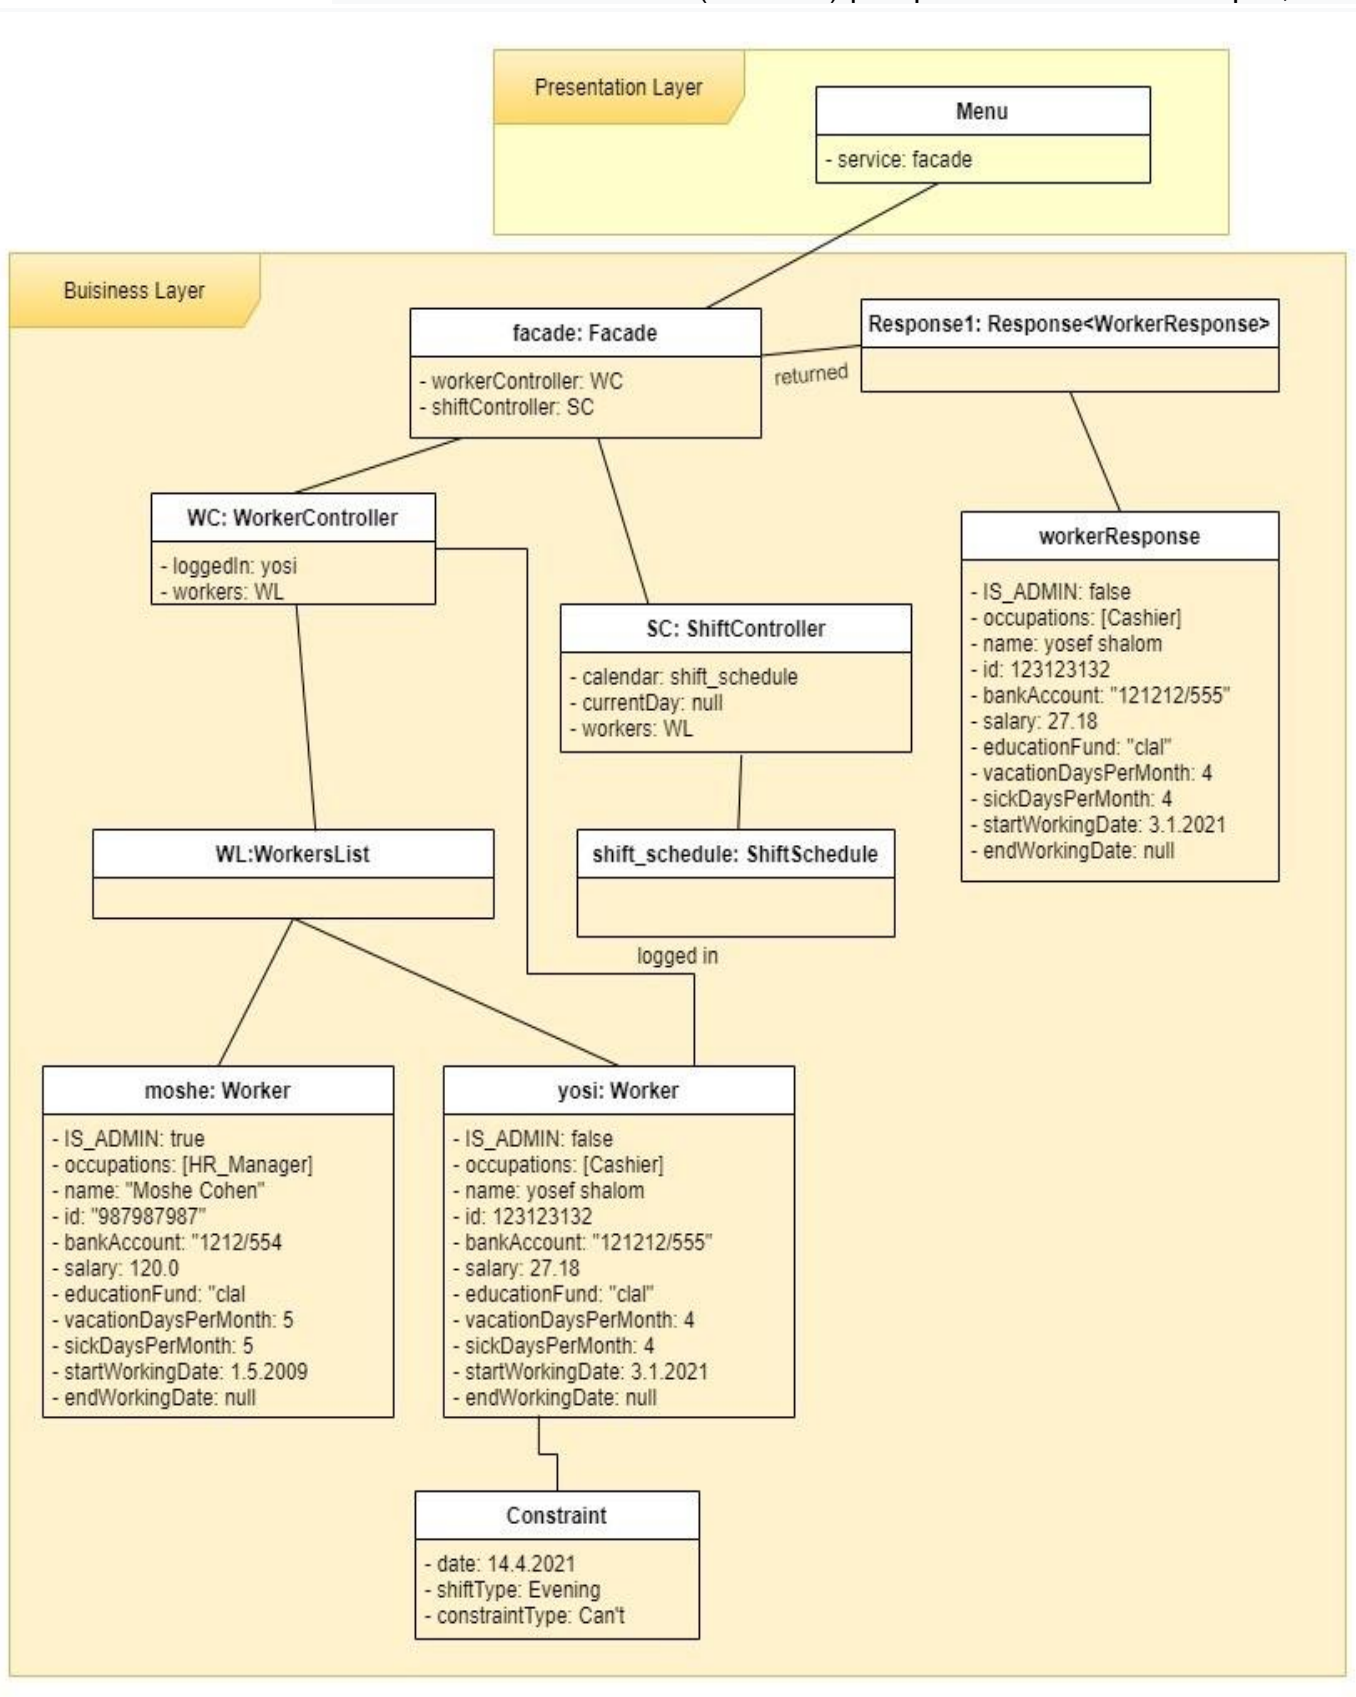 Presentation Layer
Menu
- service: facade
Buisiness Layer
facade: Facade
- workerController: WC
- shiftController: SC
returned
Response1: Response<WorkerResponse>
WC: WorkerController
- loggedIn: yosi
- workers: WL
SC: ShiftController
- calendar: shift_schedule
- currentDay: null
- workers: WL
workerResponse
- IS_ADMIN: false
- occupations: [Cashier]
- name: yosef shalom
- id: 123123132
- bankAccount: "121212/555"
- salary: 27.18
- educationFund: "clal"
- vacationDaysPerMonth: 4
- sickDaysPerMonth: 4
- startWorkingDate: 3.1.2021
- endWorkingDate: null
WL:WorkersList
shift_schedule: ShiftSchedule
logged in
moshe: Worker
- IS_ADMIN: true
- occupations: [HR_Manager]
- name: "Moshe Cohen"
- id: "987987987"
- bankAccount: "1212/554
- salary: 120.0
- educationFund: "clal
- vacationDaysPerMonth: 5
- sickDaysPerMonth: 5
- startWorkingDate: 1.5.2009
- endWorkingDate: null
yosi: Worker
- IS_ADMIN: false
- occupations: [Cashier]
- name: yosef shalom
- id: 123123132
- bankAccount: "121212/555"
- salary: 27.18
- educationFund: "clal"
- vacationDaysPerMonth: 4
- sickDaysPerMonth: 4
- startWorkingDate: 3.1.2021
- endWorkingDate: null
Constraint
- date: 14.4.2021
- shiftType: Evening
- constraintType: Can't